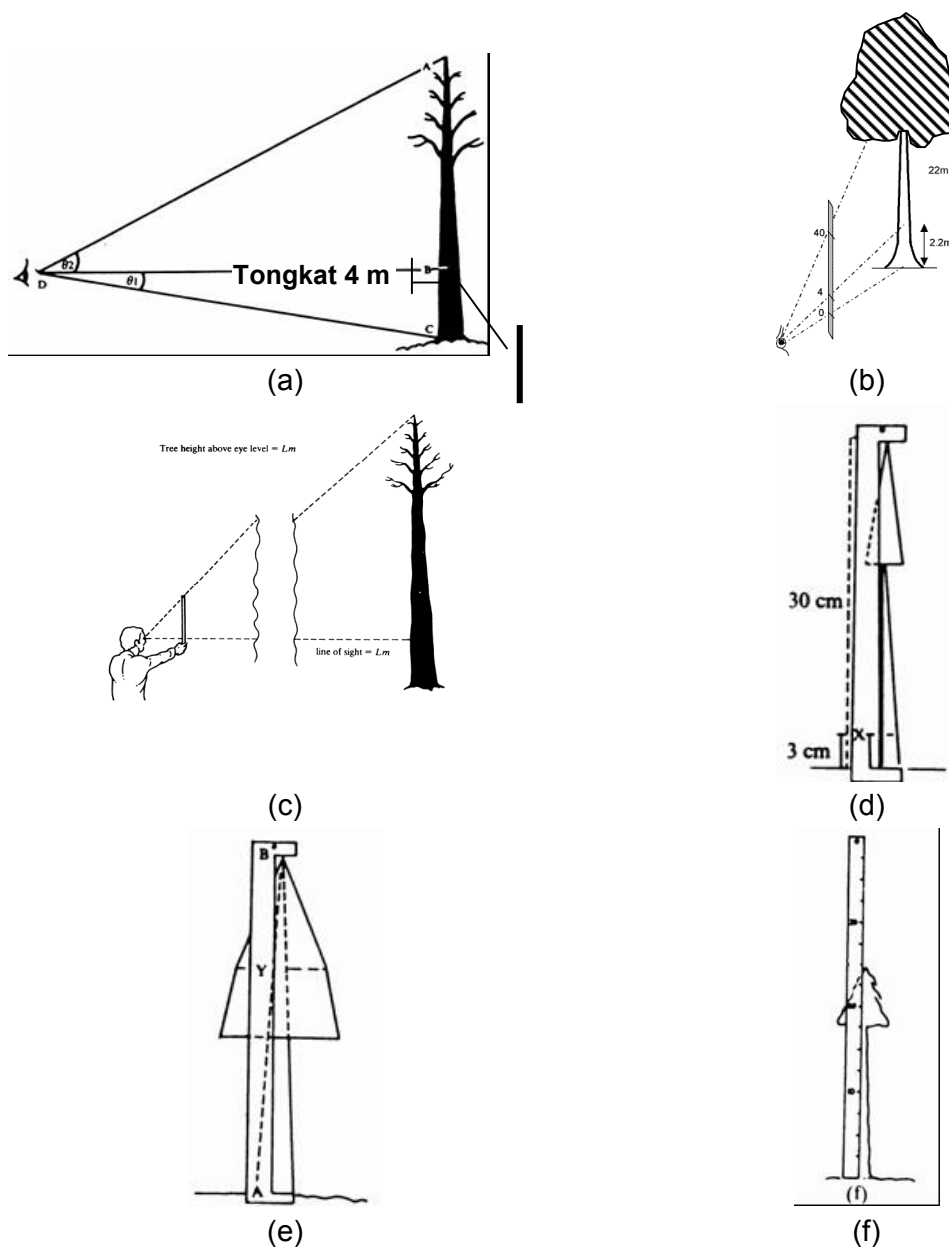 A
θ2
D
θ1
Tongkat 4 m
B
C
(a)
22m
40
2.2m
4
0
(b)
Tree height above eye level = Lm
line of sight = Lm
(c)
30 cm
X
3 cm
(d)
B
Y
A
(e)
(f)
(f)